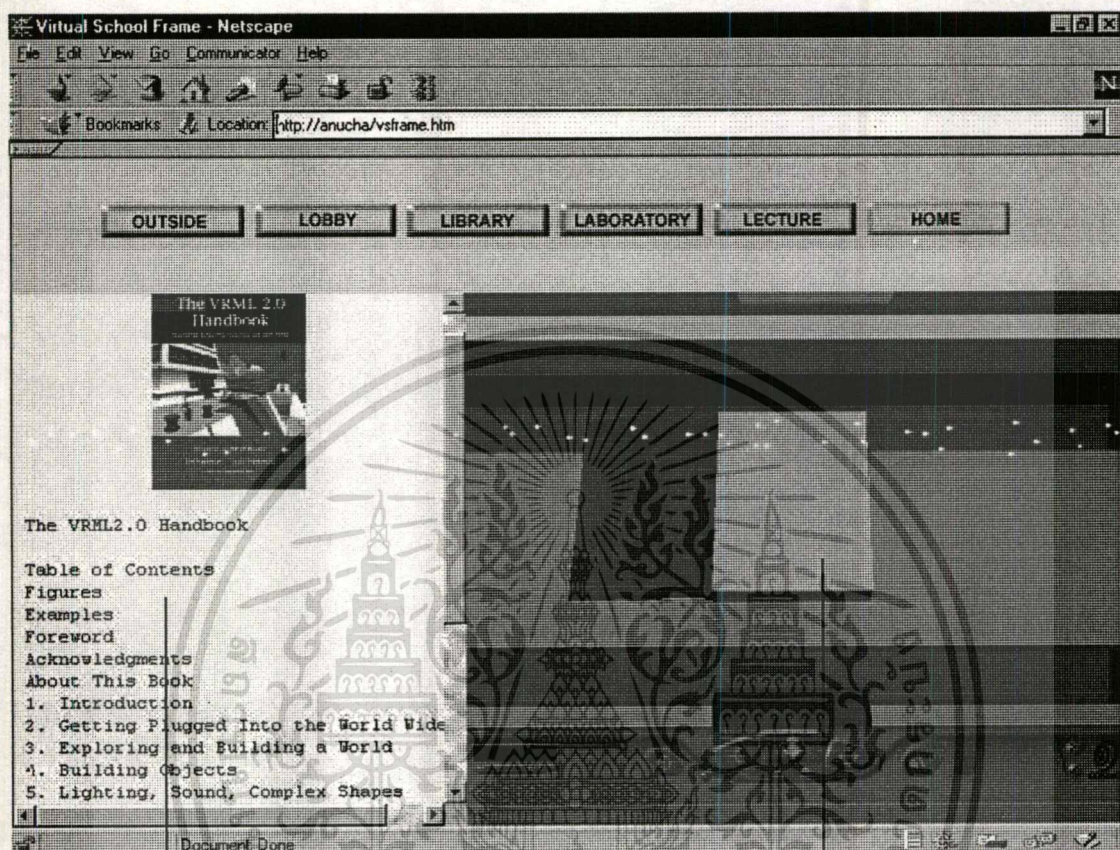 Virtual School Frame - Netscape
File Edit View Go Communicator Help
N
Bookmarks Location: http://anucha/vsframe.htm
OUTSIDE LOBBY LIBRARY LABORATORY LECTURE HOME
The VRML 2.0
Handbook
The VRML2.0 Handbook
Table of Contents
Figures
Examples
Foreword
Acknowledgments
About This Book
1. Introduction
2. Getting Plugged Into the World Wide
3. Exploring and Building a World
4. Building Objects
5. Lighting, Sound, Complex Shapes
Document Done